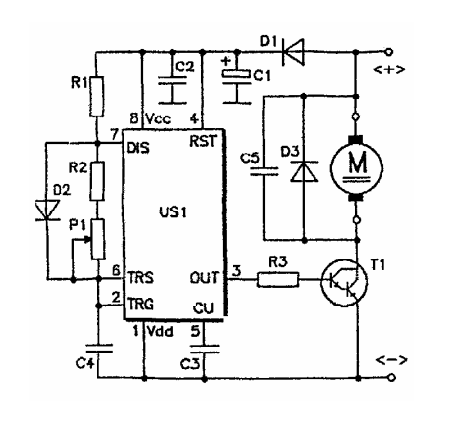 D1
<+>
C2
C1
R1
8 Vcc 4
7
DIS
RST
R2
D2
C5
D3
M
P1
US1
6
TRS
OUT
3
R3
T1
2
TRG
CU
1 Vdd 5
C4
C3
<->